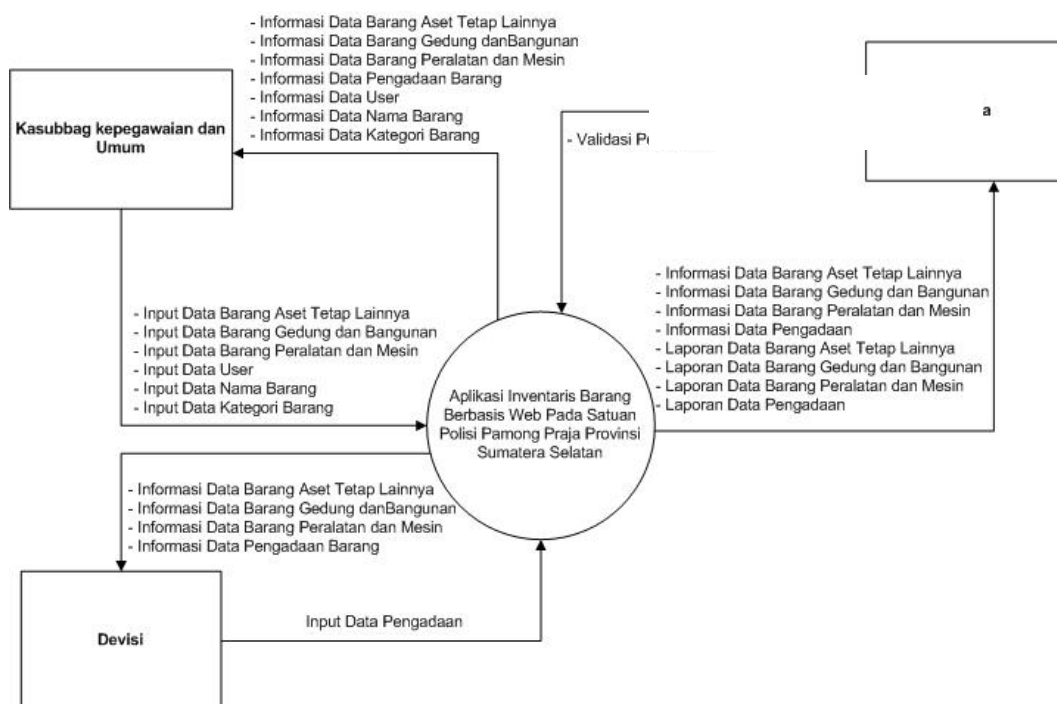 - Informasi Data Barang Aset Tetap Lainnya
- Informasi Data Barang Gedung danBangunan
- Informasi Data Barang Peralatan dan Mesin
- Informasi Data Pengadaan Barang
- Informasi Data User
- Informasi Data Nama Barang
- Informasi Data Kategori Barang
Kasubbag kepegawaian dan
Umum
- Validasi
a
- Input Data Barang Aset Tetap Lainnya
- Input Data Barang Gedung dan Bangunan
- Input Data Barang Peralatan dan Mesin
- Input Data User
- Input Data Nama Barang
- Input Data Kategori Barang
- Informasi Data Barang Aset Tetap Lainnya
- Informasi Data Barang Gedung dan Bangunan
- Informasi Data Barang Peralatan dan Mesin
- Informasi Data Pengadaan
- Laporan Data Barang Aset Tetap Lainnya
- Laporan Data Barang Gedung dan Bangunan
- Laporan Data Barang Peralatan dan Mesin
- Laporan Data Pengadaan
Aplikasi Inventaris Barang
Berbasis Web Pada Satuan
Polisi Pamong Praja Provinsi
Sumatera Selatan
- Informasi Data Barang Aset Tetap Lainnya
- Informasi Data Barang Gedung danBangunan
- Informasi Data Barang Peralatan dan Mesin
- Informasi Data Pengadaan Barang
Input Data Pengadaan
Devisi